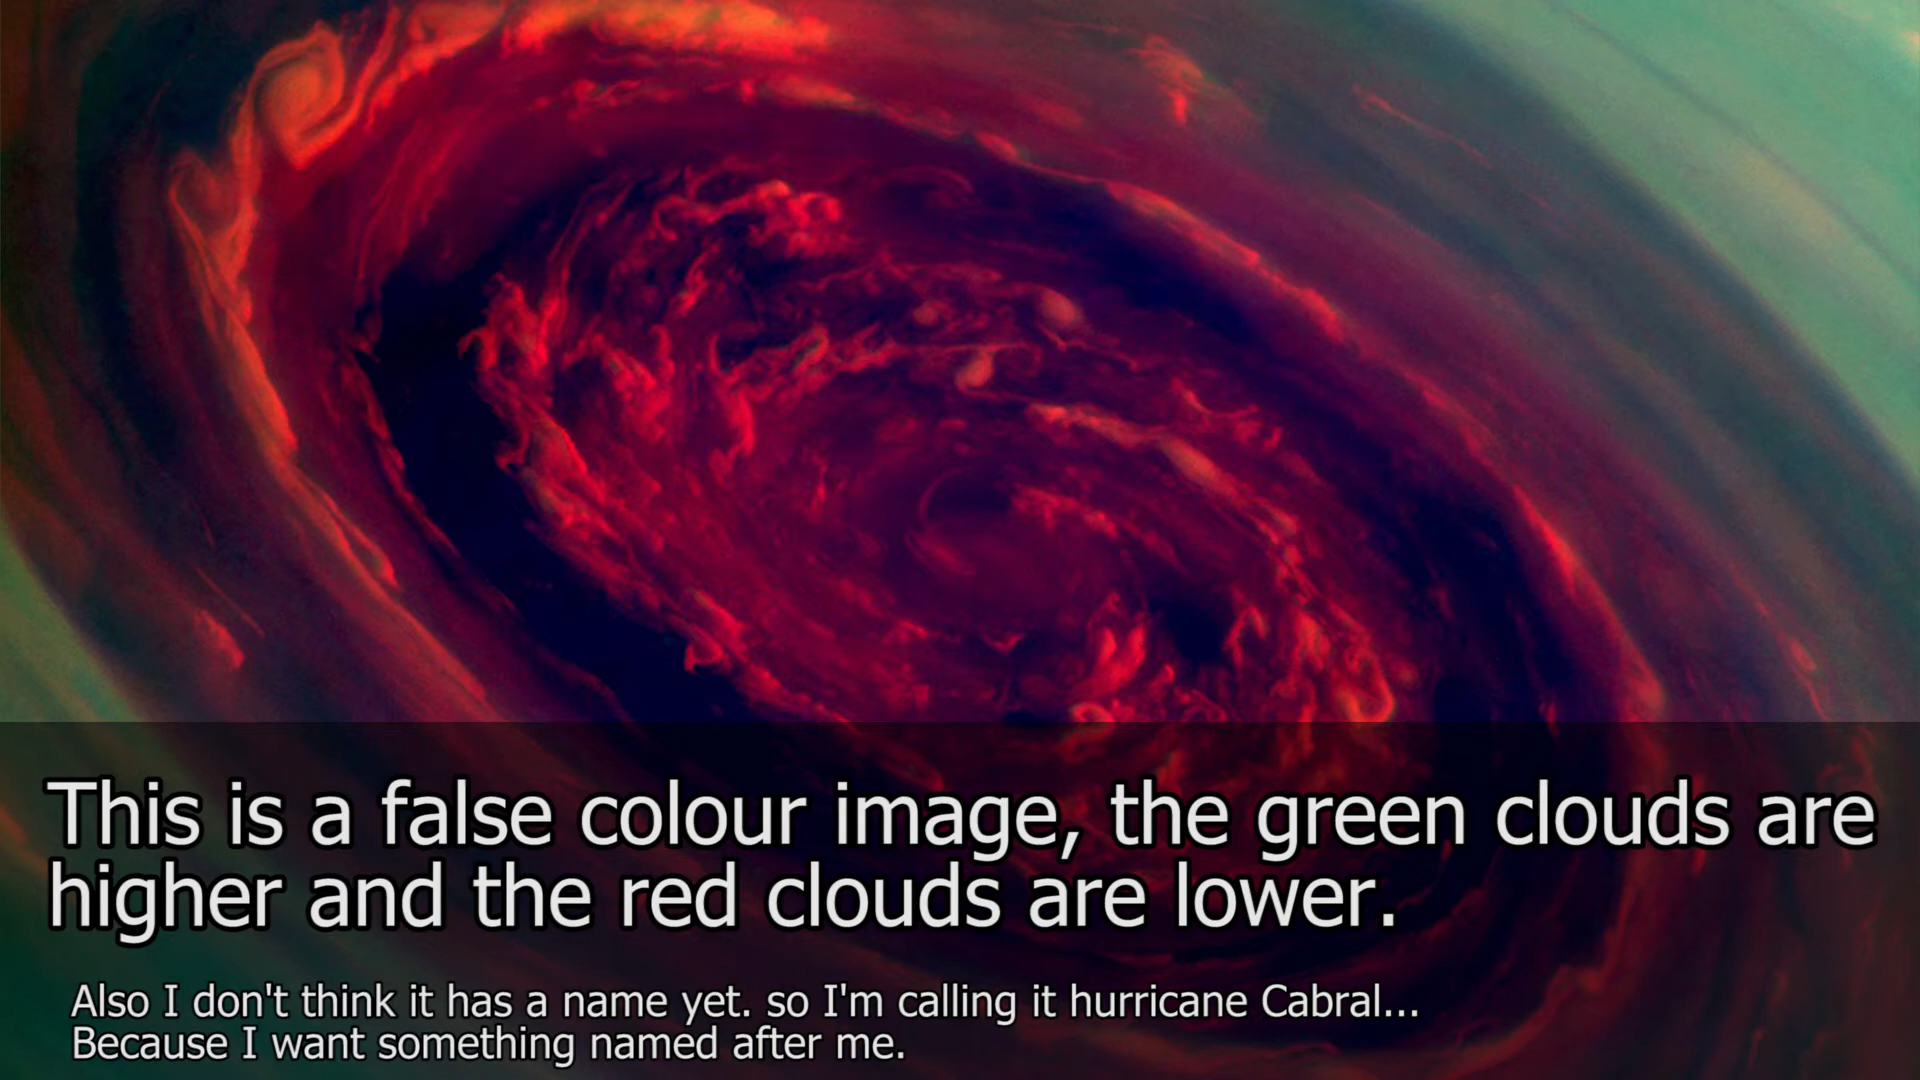 This is a false colour image, the green clouds are
higher and the red clouds are lower.
Also I don't think it has a name yet. so I'm calling it hurricane Cabral...
Because I want something named after me.